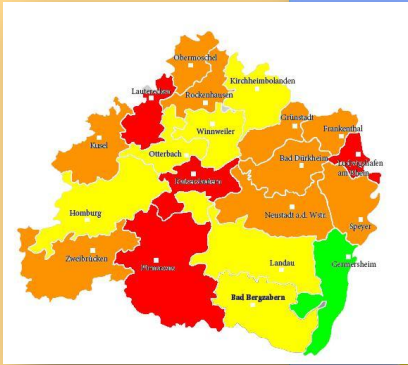 Obermoschel
Kirchheimbolanden
Lauterecken
Rockenhausen
Grünstadt
Winnweiler
Frankenthal
Kusel
Otterbach
Bad Dürkheim
Ludwigshafen
am Rhein
Kaiserslautern
Homburg
Neustadt a.d. Wstr.
Speyer
Zweibrücken
Pirmasens
Landau
Germersheim
Bad Bergzabern